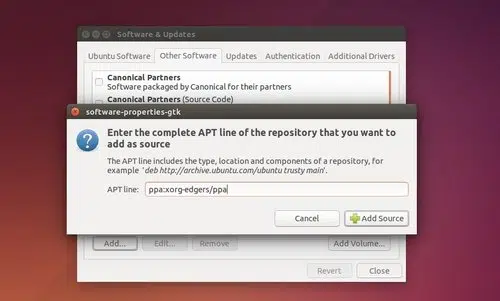 Software & Updates
Ubuntu Software Other Software Updates Authentication Additional Drivers
Canonical Partners
Software packaged by Canonical for their partners
Canonical Partners (Source Code)
software-properties-gtk
Enter the complete APT line of the repository that you want to
add as source
The APT line includes the type, location and components of a repository, for
example 'deb http://archive.ubuntu.com/ubuntu trusty main'.
APT line: ppa:xorg-edgers/ppa
Cancel Add Source
Add... Edit... Remove Add Volume...
Revert Close